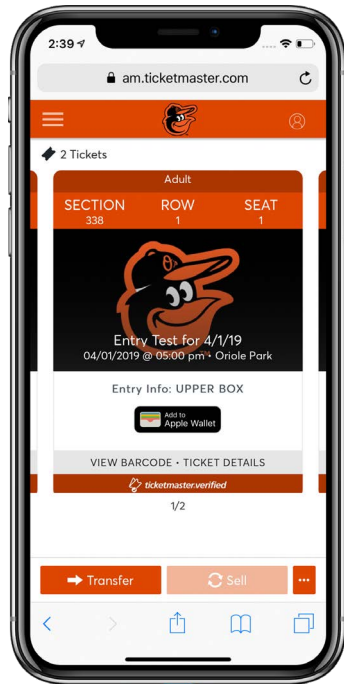 2:39
am.ticketmaster.com
2 Tickets
Adult
SECTION ROW SEAT
338 1 1
Entry Test for 4/1/19
04/01/2019 @ 05:00 pm • Oriole Park
Entry Info: UPPER BOX
Add to
Apple Wallet
VIEW BARCODE • TICKET DETAILS
ticketmaster.verified
1/2
Transfer Sell